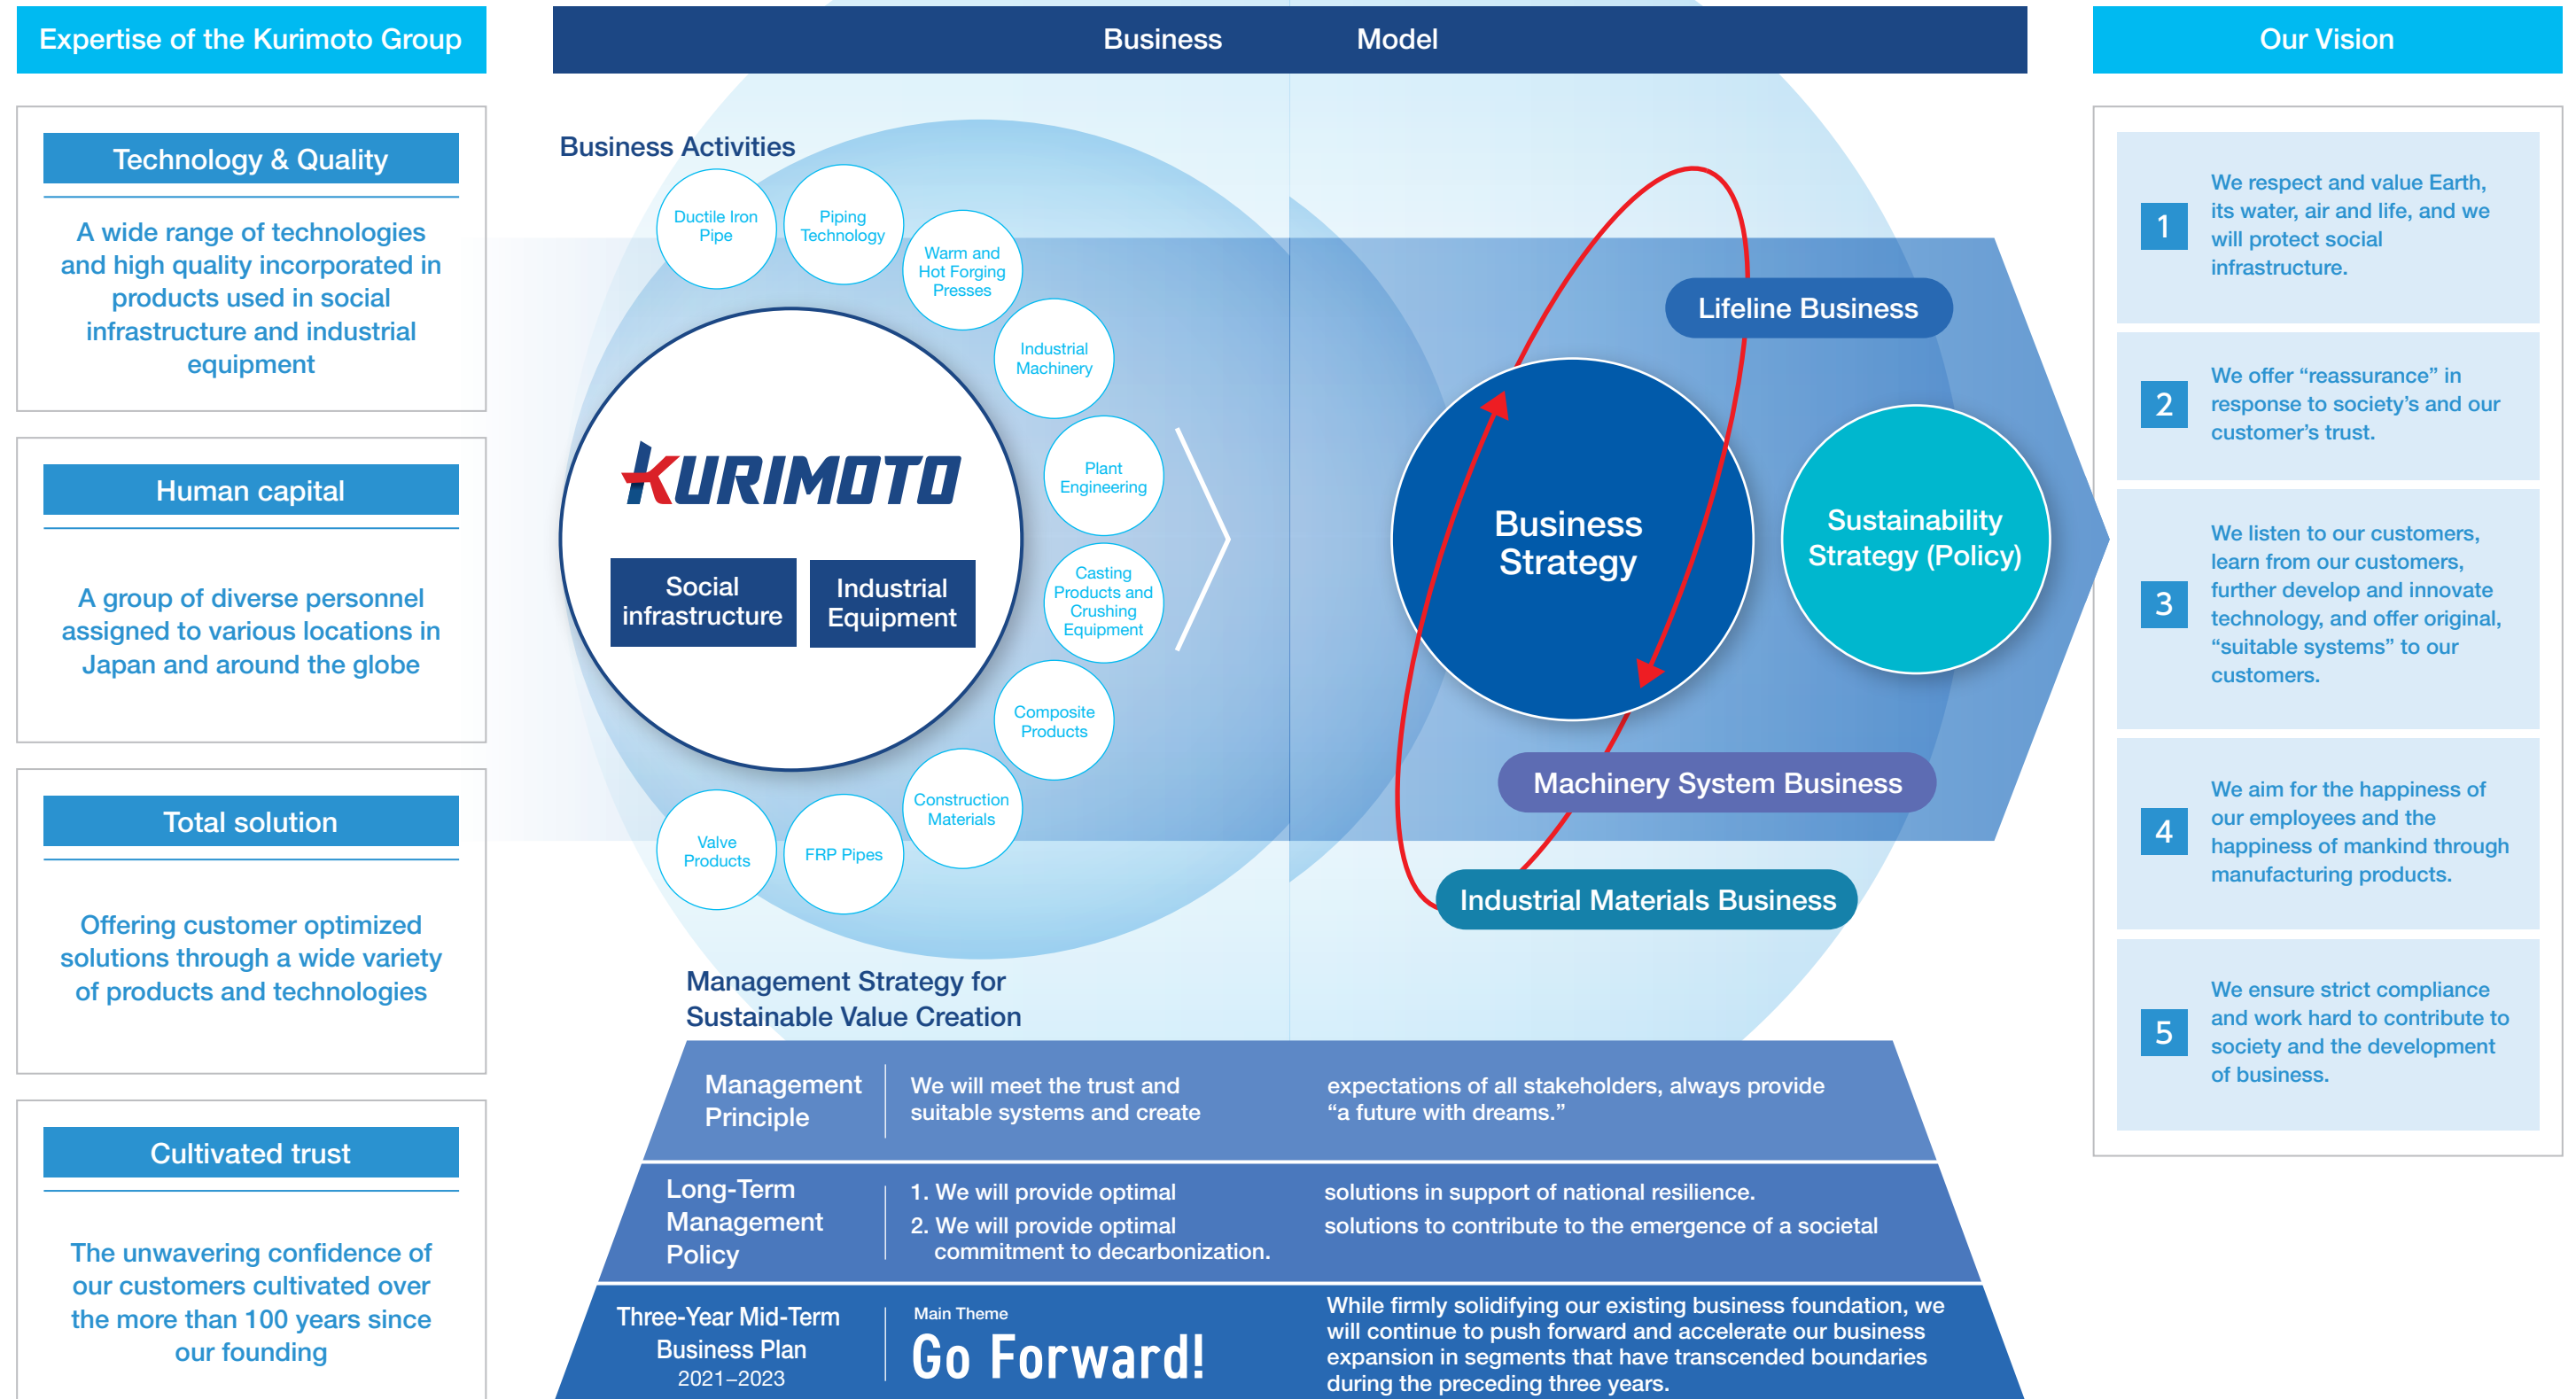 Expertise of the Kurimoto Group
Technology & Quality
A wide range of technologies
and high quality incorporated in
products used in social
infrastructure and industrial
equipment
Human capital
A group of diverse personnel
assigned to various locations in
Japan and around the globe
Total solution
Offering customer optimized
solutions through a wide variety
of products and technologies
Cultivated trust
The unwavering confidence of
our customers cultivated over
the more than 100 years since
our founding
Business Model
Business Activities
Ductile Iron
Pipe
Piping
Technology
Warm and
Hot Forging
Presses
Industrial
Machinery
Plant
Engineering
Casting
Products and
Crushing
Equipment
Composite
Products
Construction
Materials
FRP Pipes
Valve
Products
KURIMOTO
Social
infrastructure
Industrial
Equipment
Lifeline Business
Business
Strategy
Sustainability
Strategy (Policy)
Machinery System Business
Industrial Materials Business
Management Strategy for
Sustainable Value Creation
Management
Principle
We will meet the trust and expectations of all stakeholders, always provide
suitable systems and create “a future with dreams.”
Long-Term
Management
Policy
1. We will provide optimal solutions in support of national resilience.
2. We will provide optimal solutions to contribute to the emergence of a societal
commitment to decarbonization.
Three-Year Mid-Term
Business Plan
2021–2023
Main Theme
Go Forward!
While firmly solidifying our existing business foundation, we
will continue to push forward and accelerate our business
expansion in segments that have transcended boundaries
during the preceding three years.
Our Vision
1
We respect and value Earth,
its water, air and life, and we
will protect social
infrastructure.
2
We offer “reassurance” in
response to society’s and our
customer’s trust.
3
We listen to our customers,
learn from our customers,
further develop and innovate
technology, and offer original,
“suitable systems” to our
customers.
4
We aim for the happiness of
our employees and the
happiness of mankind through
manufacturing products.
5
We ensure strict compliance
and work hard to contribute to
society and the development
of business.